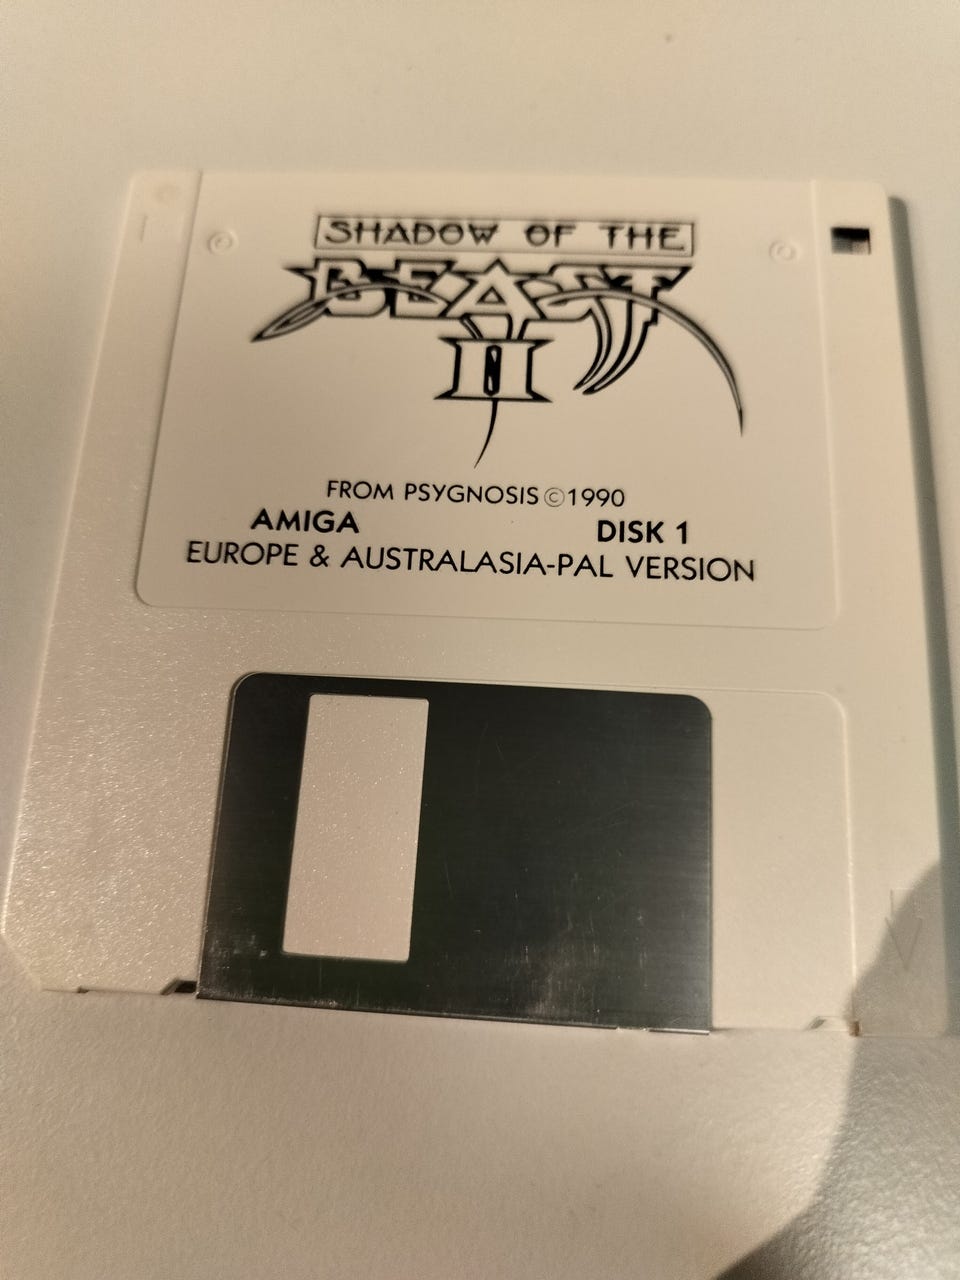 SHADOW OF THE
BEAST
II
FROM PSYGNOSIS ©1990
AMIGA DISK 1
EUROPE & AUSTRALASIA-PAL VERSION